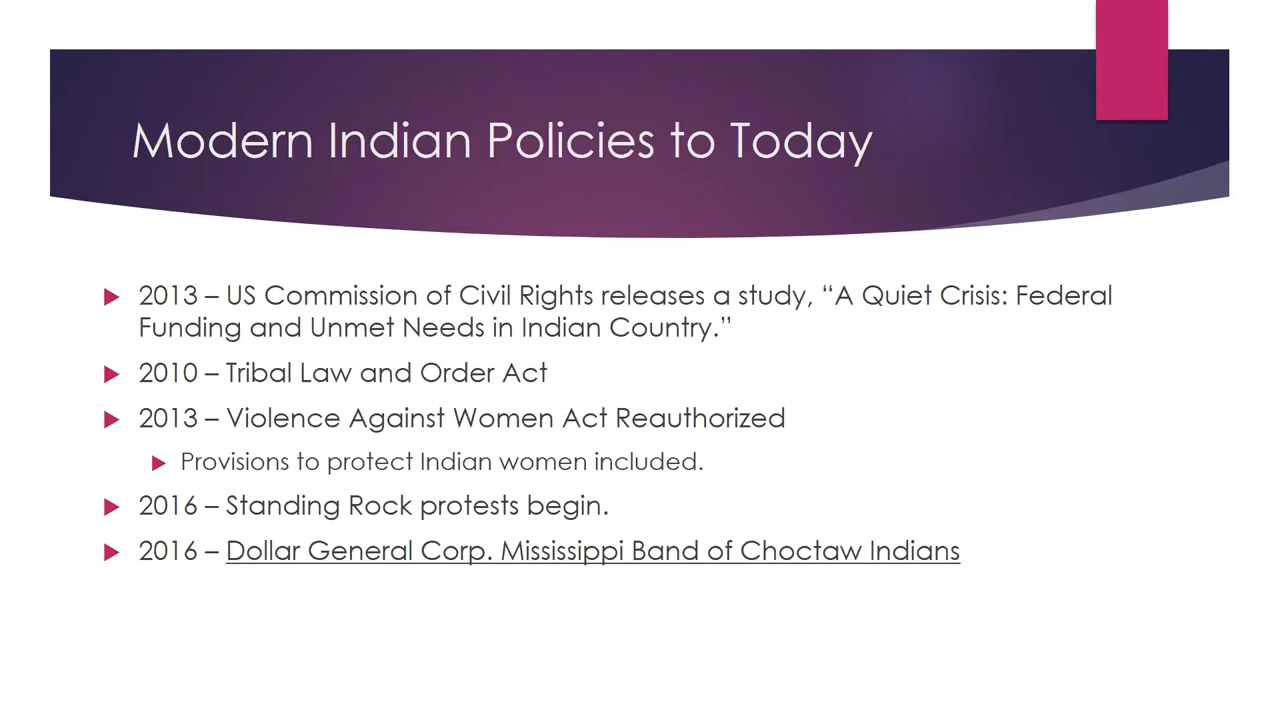 Modern Indian Policies to Today
2013 – US Commission of Civil Rights releases a study, “A Quiet Crisis: Federal
Funding and Unmet Needs in Indian Country.”
2010 – Tribal Law and Order Act
2013 – Violence Against Women Act Reauthorized
Provisions to protect Indian women included.
2016 – Standing Rock protests begin.
2016 – Dollar General Corp. Mississippi Band of Choctaw Indians